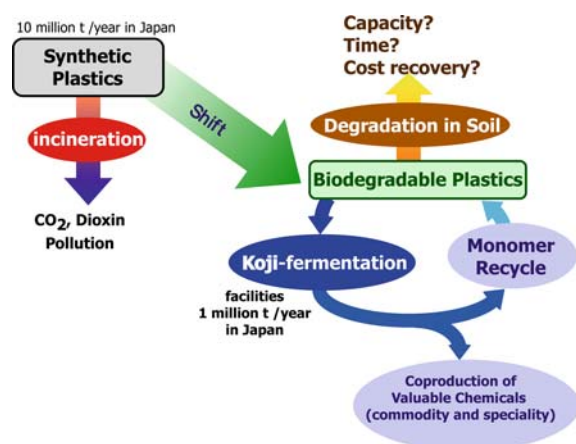 10 million t /year in Japan
Synthetic
Plastics
incineration
CO2, Dioxin
Pollution
Shift
Capacity?
Time?
Cost recovery?
Degradation in Soil
Biodegradable Plastics
Koji-fermentation
facilities
1 million t /year
in Japan
Monomer
Recycle
Coproduction of
Valuable Chemicals
(commodity and speciality)